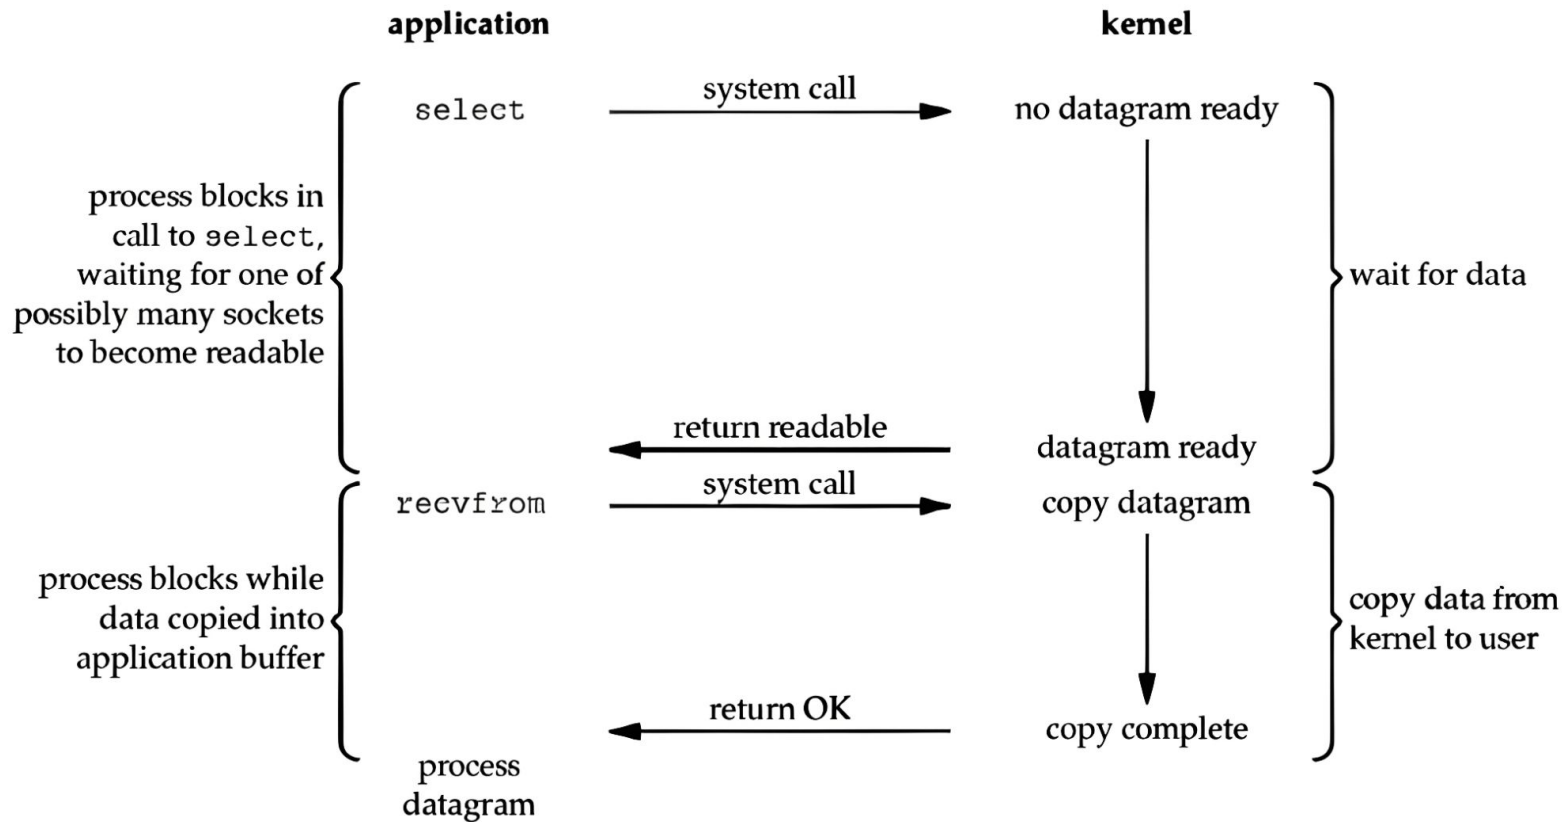 application
kernel
select
system call
no datagram ready
process blocks in
call to select,
waiting for one of
possibly many sockets
to become readable
wait for data
return readable
datagram ready
recvfrom
system call
copy datagram
process blocks while
data copied into
application buffer
copy data from
kernel to user
return OK
copy complete
process
datagram